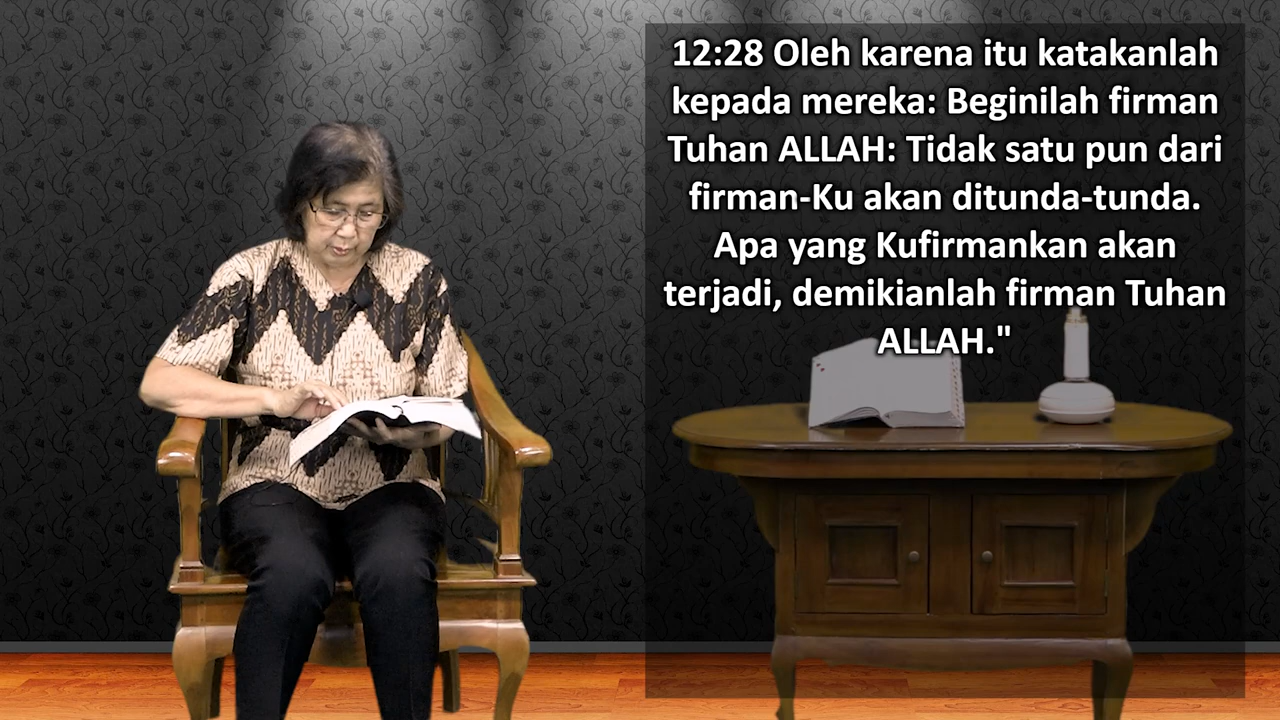 12:28 Oleh karena itu katakanlah
kepada mereka: Beginilah firman
Tuhan ALLAH: Tidak satu pun dari
firman-Ku akan ditunda-tunda.
Apa yang Kufirmankan akan
terjadi, demikianlah firman Tuhan
ALLAH."